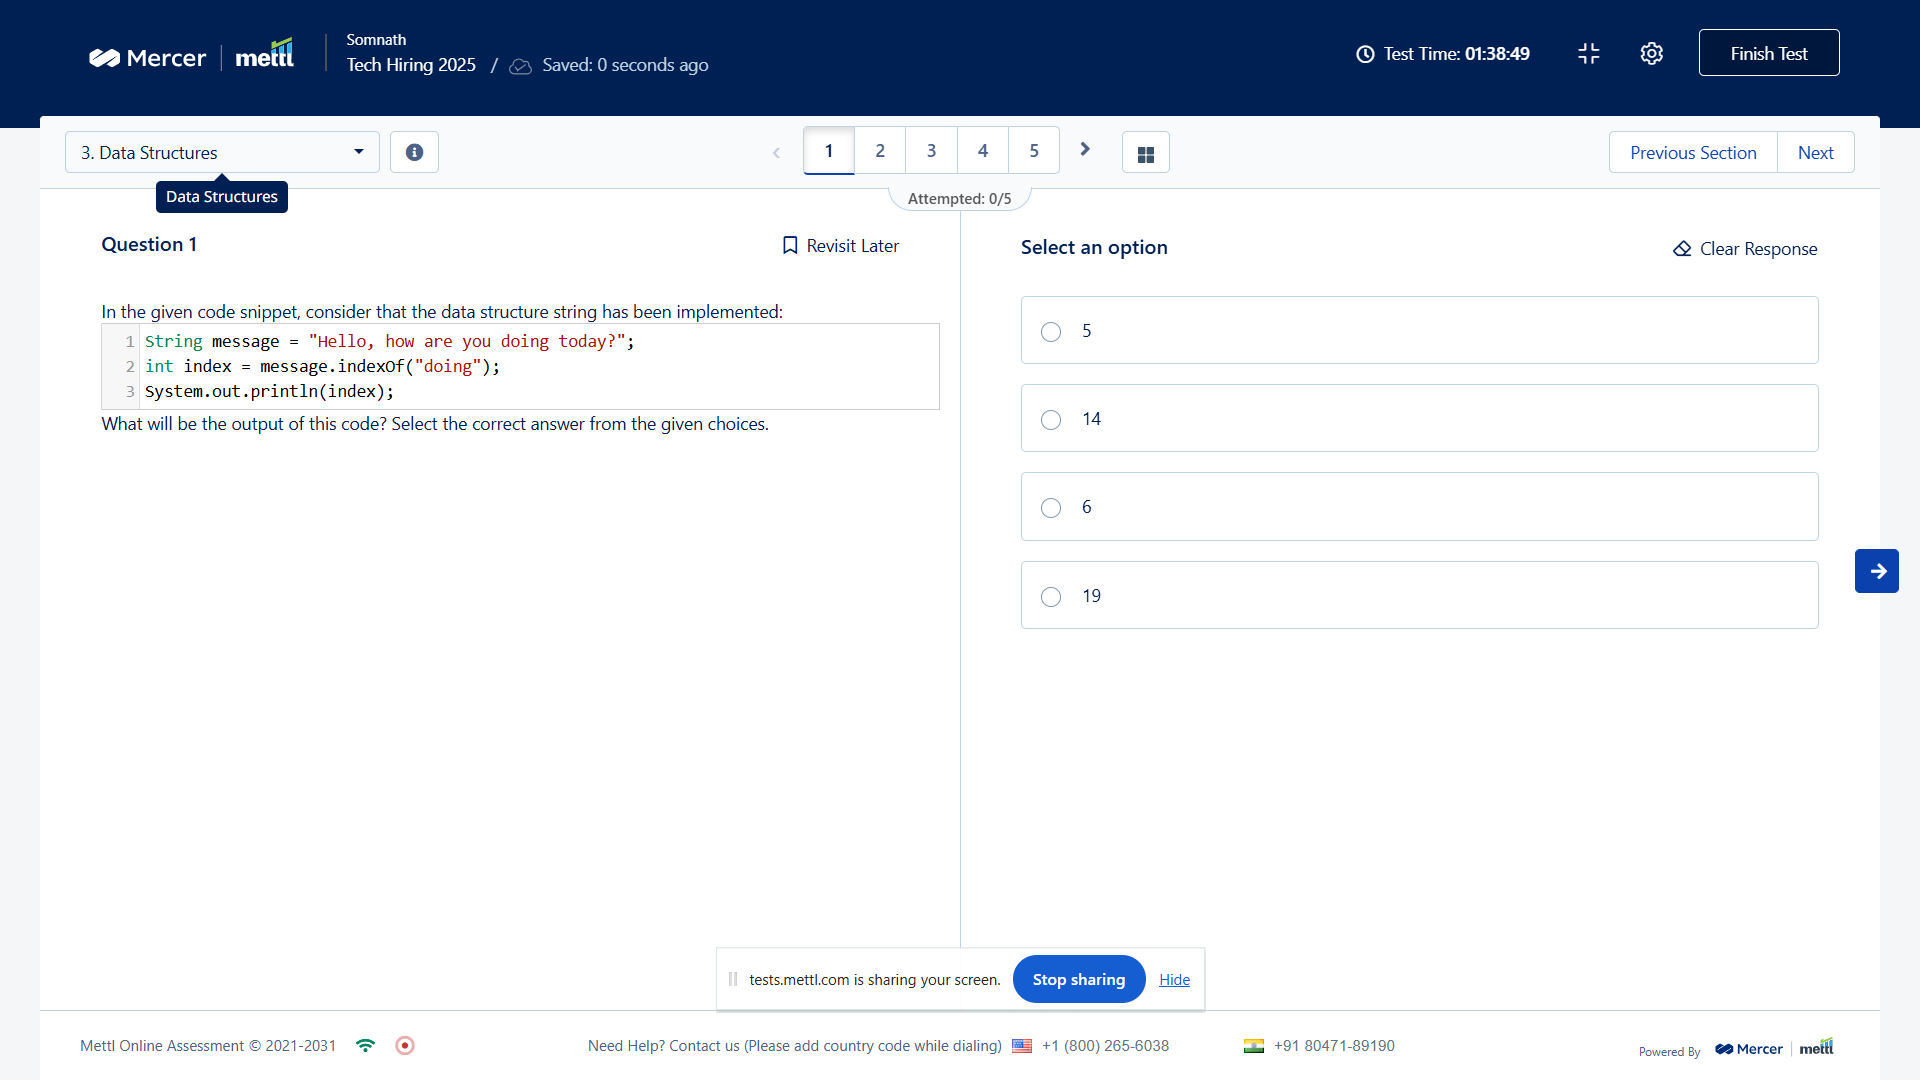 Mercer | mettl
Somnath
Tech Hiring 2025 / Saved: 0 seconds ago
Test Time: 01:38:49
Finish Test
3. Data Structures
1 2 3 4 5
Previous Section
Next
Data Structures
Attempted: 0/5
Question 1
Revisit Later
In the given code snippet, consider that the data structure string has been implemented:
1 String message = "Hello, how are you doing today?";
2 int index = message.indexOf("doing");
3 System.out.println(index);
What will be the output of this code? Select the correct answer from the given choices.
Select an option
Clear Response
5
14
6
19
tests.mettl.com is sharing your screen.
Stop sharing
Hide
Mettl Online Assessment © 2021-2031
Need Help? Contact us (Please add country code while dialing)
+1 (800) 265-6038
+91 80471-89190
Powered By
Mercer | mettl